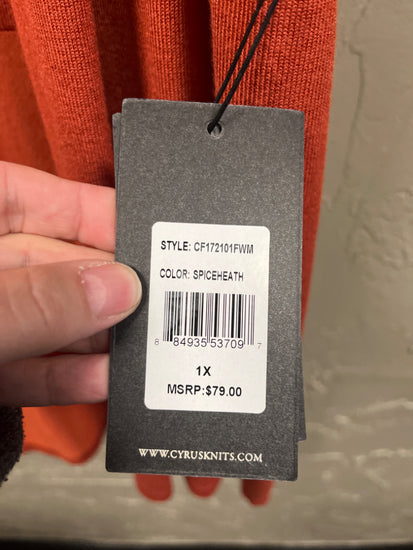 STYLE: CF172101FWM
COLOR: SPICEHEATH
8 84935 53709 7
1X
MSRP:$79.00
WWW.CYRUSKNITS.COM